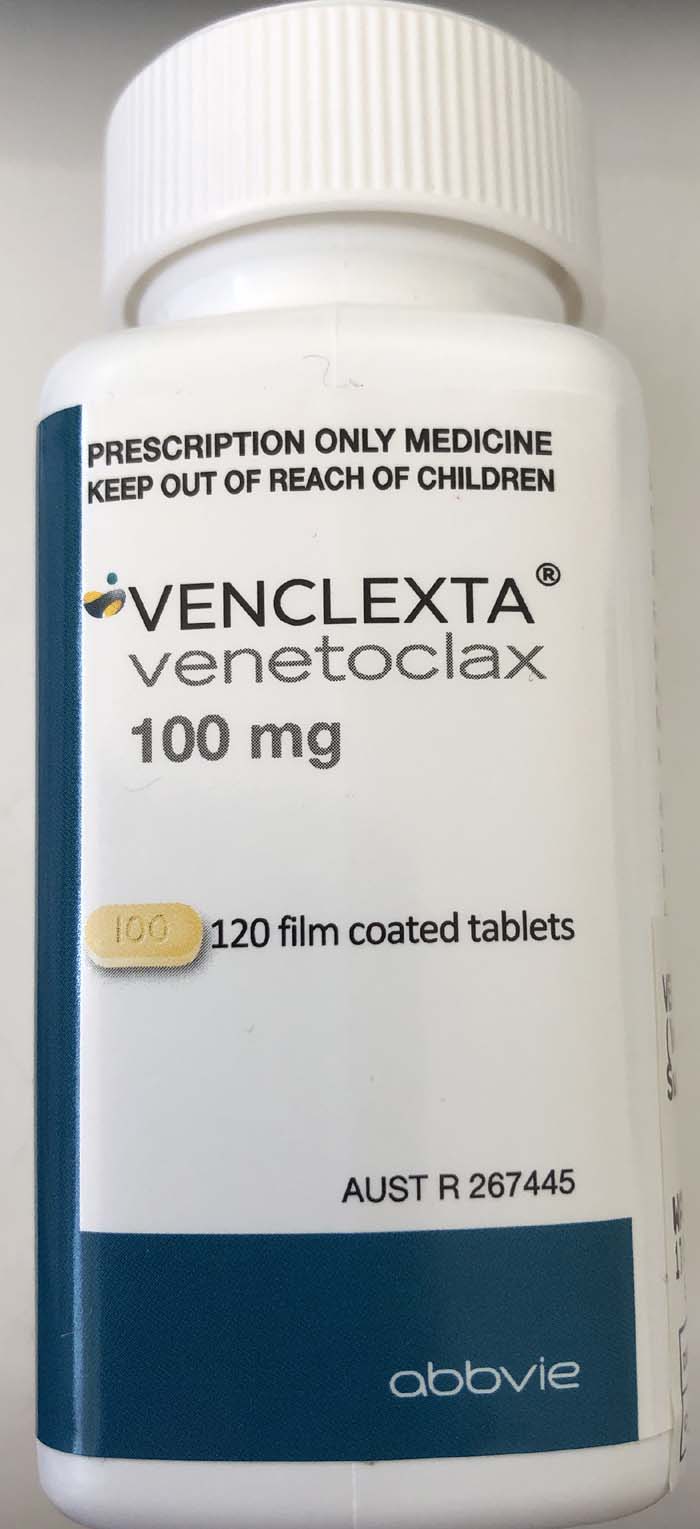 PRESCRIPTION ONLY MEDICINE
KEEP OUT OF REACH OF CHILDREN
VENCLEXTA®
venetoclax
100 mg
100 120 film coated tablets
AUST R 267445
abbvie